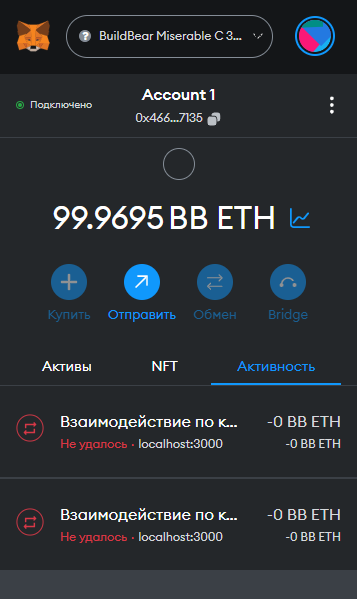 BuildBear Miserable C 3...
Подключено
Account 1
0x466...7135
99.9695 BB ETH
Купить
Отправить
Обмен
Bridge
Активы
NFT
Активность
Взаимодействие по к... -0 BB ETH
Не удалось · localhost:3000 -0 BB ETH
Взаимодействие по к... -0 BB ETH
Не удалось · localhost:3000 -0 BB ETH